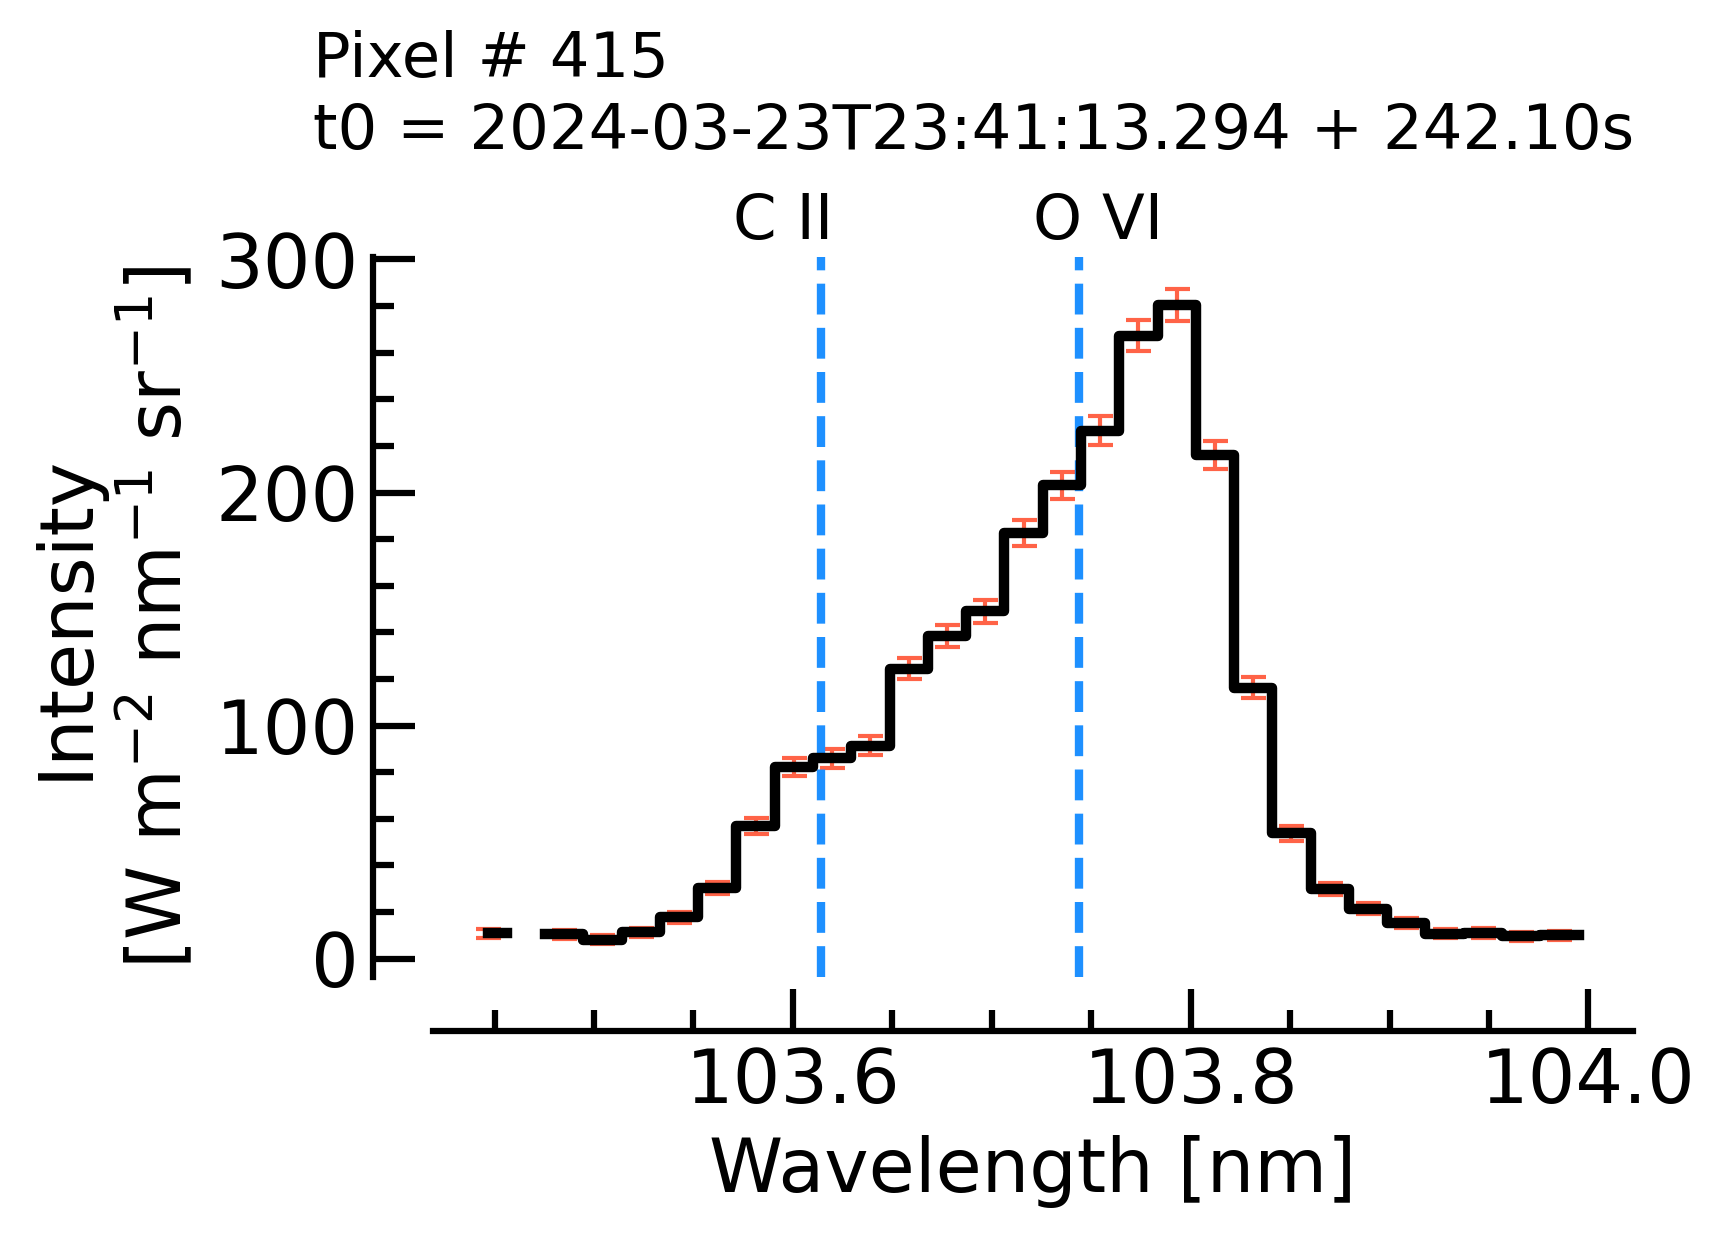 Pixel # 415
t0 = 2024-03-23T23:41:13.294 + 242.10s
C II
O VI
Intensity
[W m⁻² nm⁻¹ sr⁻¹]
300
200
100
0
103.6
103.8
104.0
Wavelength [nm]